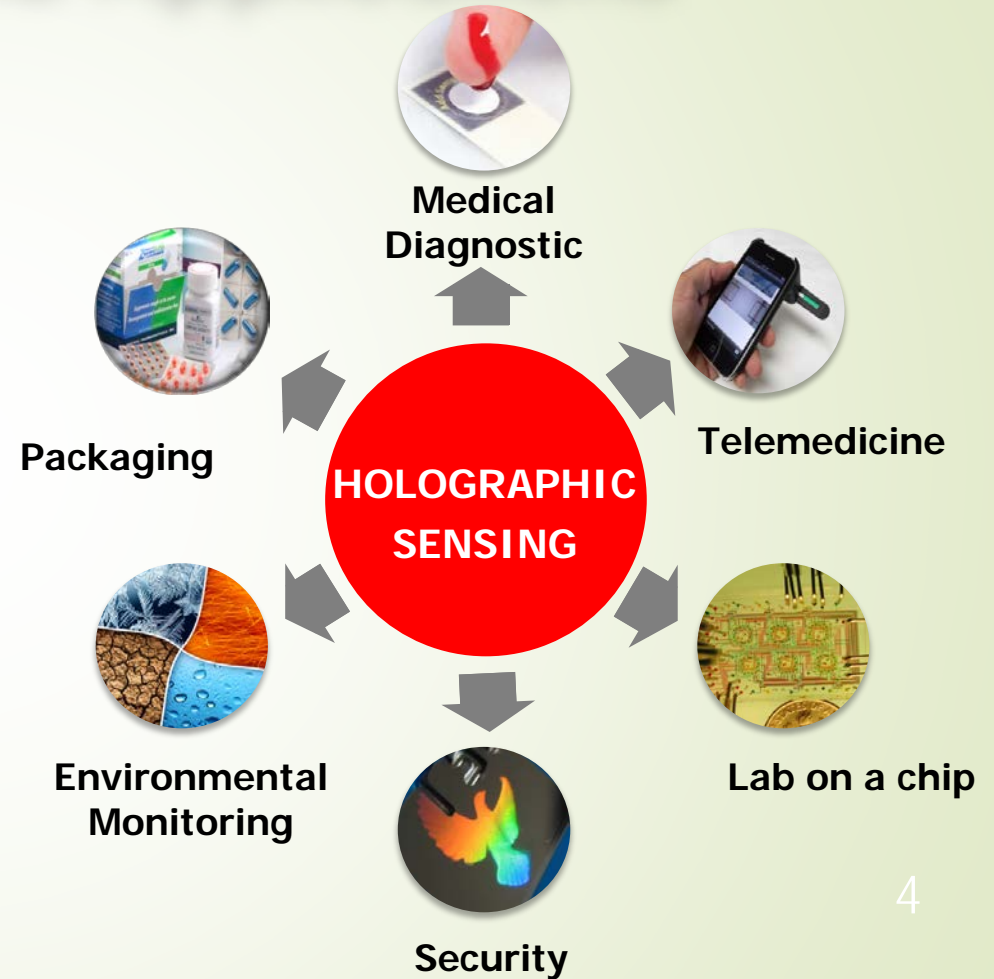 Medical
Diagnostic
Telemedicine
Packaging
HOLOGRAPHIC
SENSING
Environmental
Monitoring
Lab on a chip
Security
4